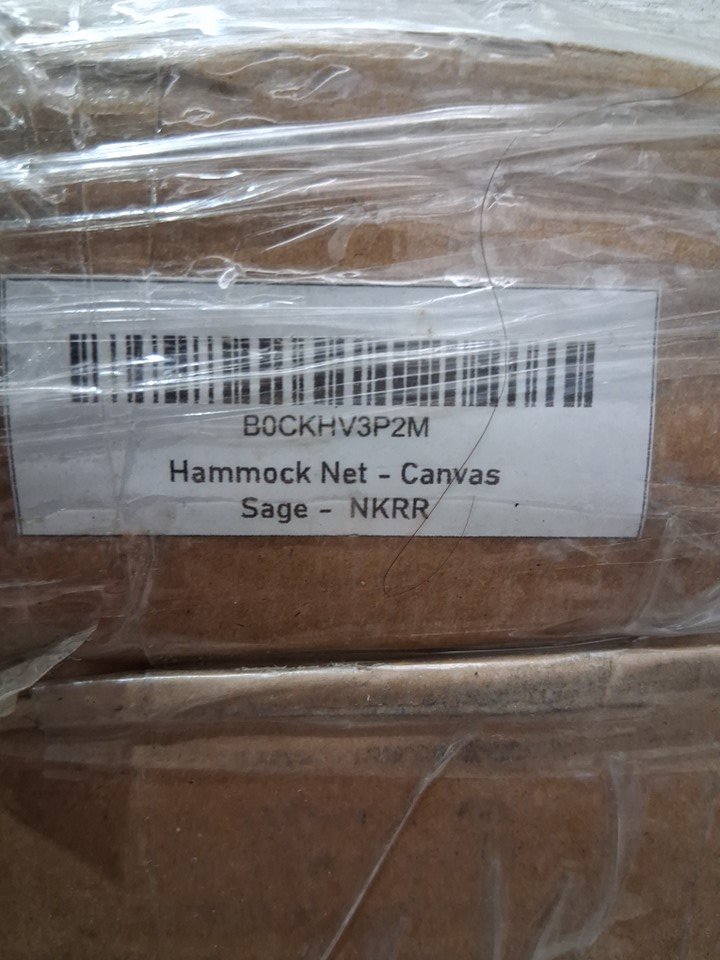 B0CKHV3P2M
Hammock Net - Canvas
Sage - NKRR